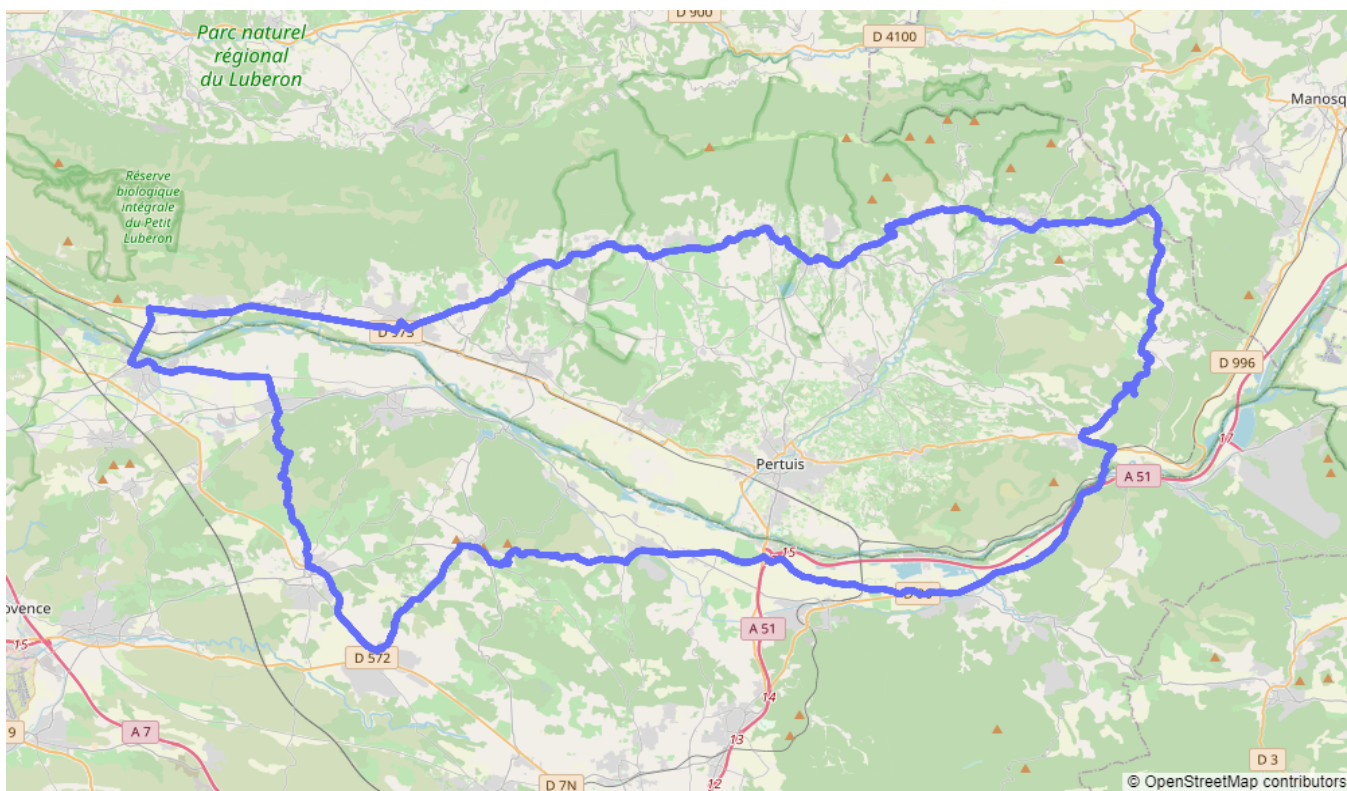 D 900
Parc naturel
régional
du Luberon
D 4100
Manosq
Réserve
biologique
intégrale
du Petit
Luberon
D 973
D 996
17
Pertuis
A 51
15
ovence
15
D 572
A 51
14
A 7
9
13
D 3
12
D 7N
© OpenStreetMap contributors